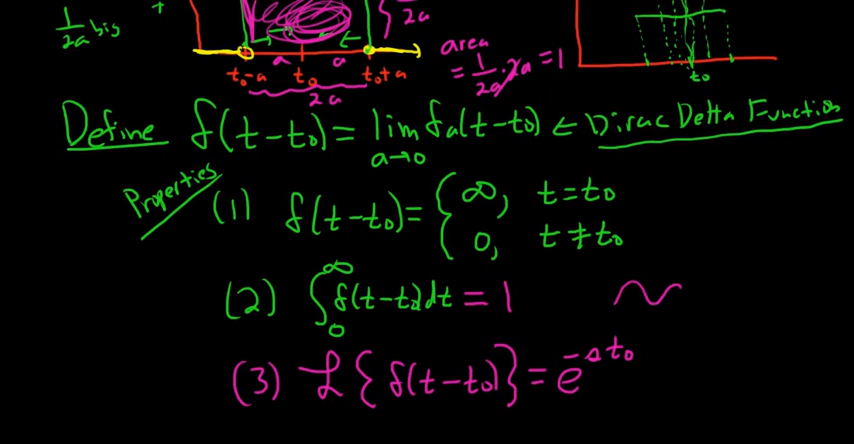 1/2a big
1/2a
area
= 1/2a · 2a = 1
a a
t₀-a t₀ t₀+a
2a
t₀
Define δ(t-t₀) = lim a→0 δa(t-t₀) ← Dirac Delta Function
Properties
(1) δ(t-t₀) = { ∞, t = t₀
0, t ≠ t₀
(2) ∫₀^∞ δ(t-t₀)dt = 1
(3) ℒ{δ(t-t₀)} = e^(-st₀)